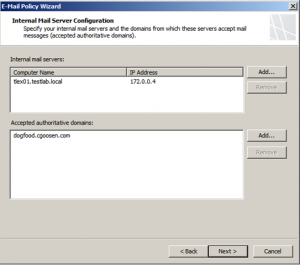 E-Mail Policy Wizard
Internal Mail Server Configuration
Specify your internal mail servers and the domains from which these servers accept mail
messages (accepted authoritative domains).
Internal mail servers:
Computer Name IP Address
tlex01.testlab.local 172.0.0.4
Add...
Remove
Accepted authoritative domains:
dogfood.cgoosen.com
Add...
Remove
< Back Next > Cancel